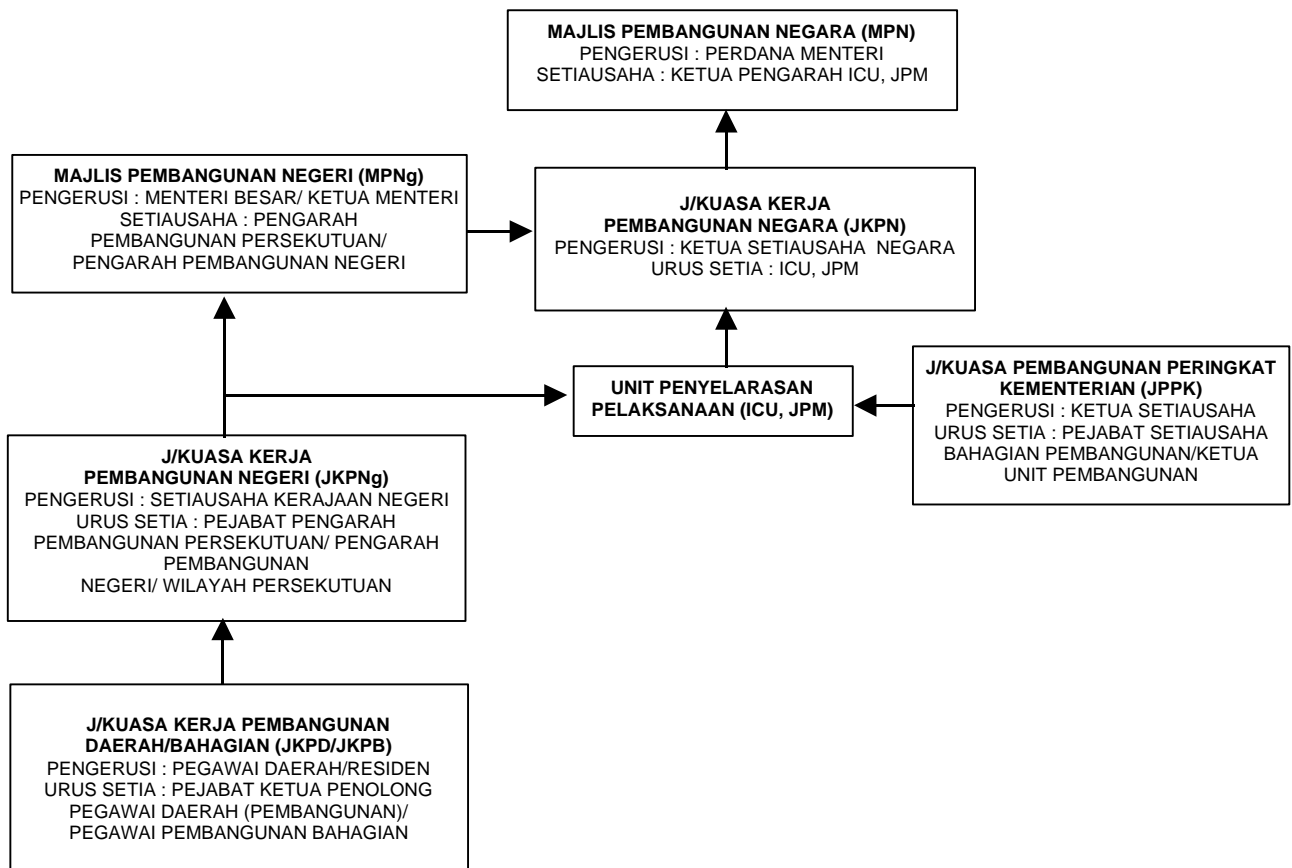 MAJLIS PEMBANGUNAN NEGARA (MPN)
PENGERUSI : PERDANA MENTERI
SETIAUSAHA : KETUA PENGARAH ICU, JPM
MAJLIS PEMBANGUNAN NEGERI (MPNg)
PENGERUSI : MENTERI BESAR/ KETUA MENTERI
SETIAUSAHA : PENGARAH
PEMBANGUNAN PERSEKUTUAN/
PENGARAH PEMBANGUNAN NEGERI
J/KUASA KERJA
PEMBANGUNAN NEGARA (JKPN)
PENGERUSI : KETUA SETIAUSAHA NEGARA
URUS SETIA : ICU, JPM
UNIT PENYELARASAN
PELAKSANAAN (ICU, JPM)
J/KUASA PEMBANGUNAN PERINGKAT
KEMENTERIAN (JPPK)
PENGERUSI : KETUA SETIAUSAHA
URUS SETIA : PEJABAT SETIAUSAHA
BAHAGIAN PEMBANGUNAN/KETUA
UNIT PEMBANGUNAN
J/KUASA KERJA
PEMBANGUNAN NEGERI (JKPNg)
PENGERUSI : SETIAUSAHA KERAJAAN NEGERI
URUS SETIA : PEJABAT PENGARAH
PEMBANGUNAN PERSEKUTUAN/ PENGARAH
PEMBANGUNAN
NEGERI/ WILAYAH PERSEKUTUAN
J/KUASA KERJA PEMBANGUNAN
DAERAH/BAHAGIAN (JKPD/JKPB)
PENGERUSI : PEGAWAI DAERAH/RESIDEN
URUS SETIA : PEJABAT KETUA PENOLONG
PEGAWAI DAERAH (PEMBANGUNAN)/
PEGAWAI PEMBANGUNAN BAHAGIAN